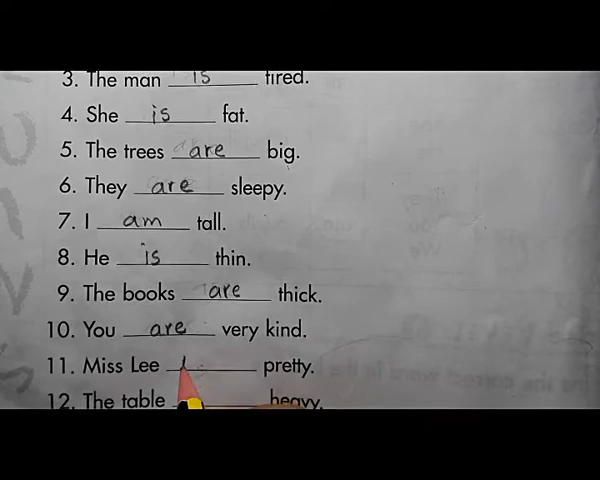 3. The man is tired.
4. She is fat.
5. The trees are big.
6. They are sleepy.
7. I am tall.
8. He is thin.
9. The books are thick.
10. You are very kind.
11. Miss Lee pretty.
12. The table heavy.